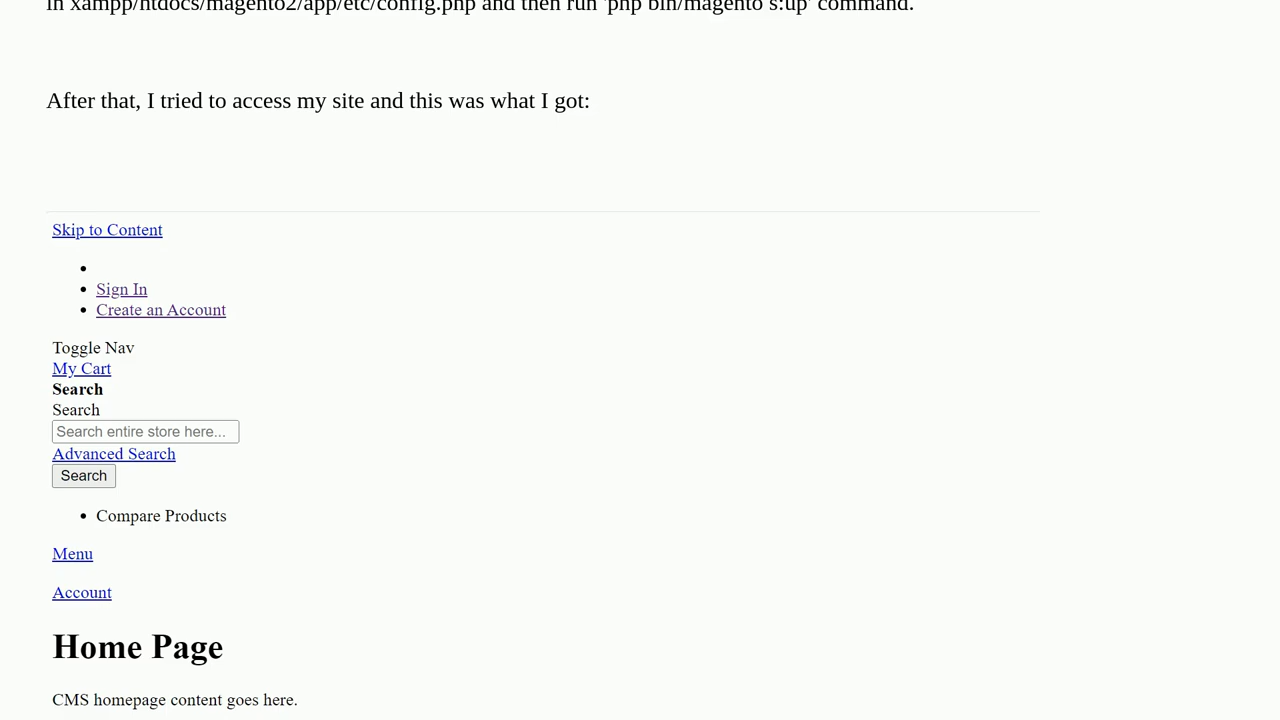 in xampp/htdocs/magento2/app/etc/config.php and then run 'php bin/magento s:up' command.
After that, I tried to access my site and this was what I got:
Skip to Content
Sign In
Create an Account
Toggle Nav
My Cart
Search
Search
Search entire store here...
Advanced Search
Search
Compare Products
Menu
Account
Home Page
CMS homepage content goes here.